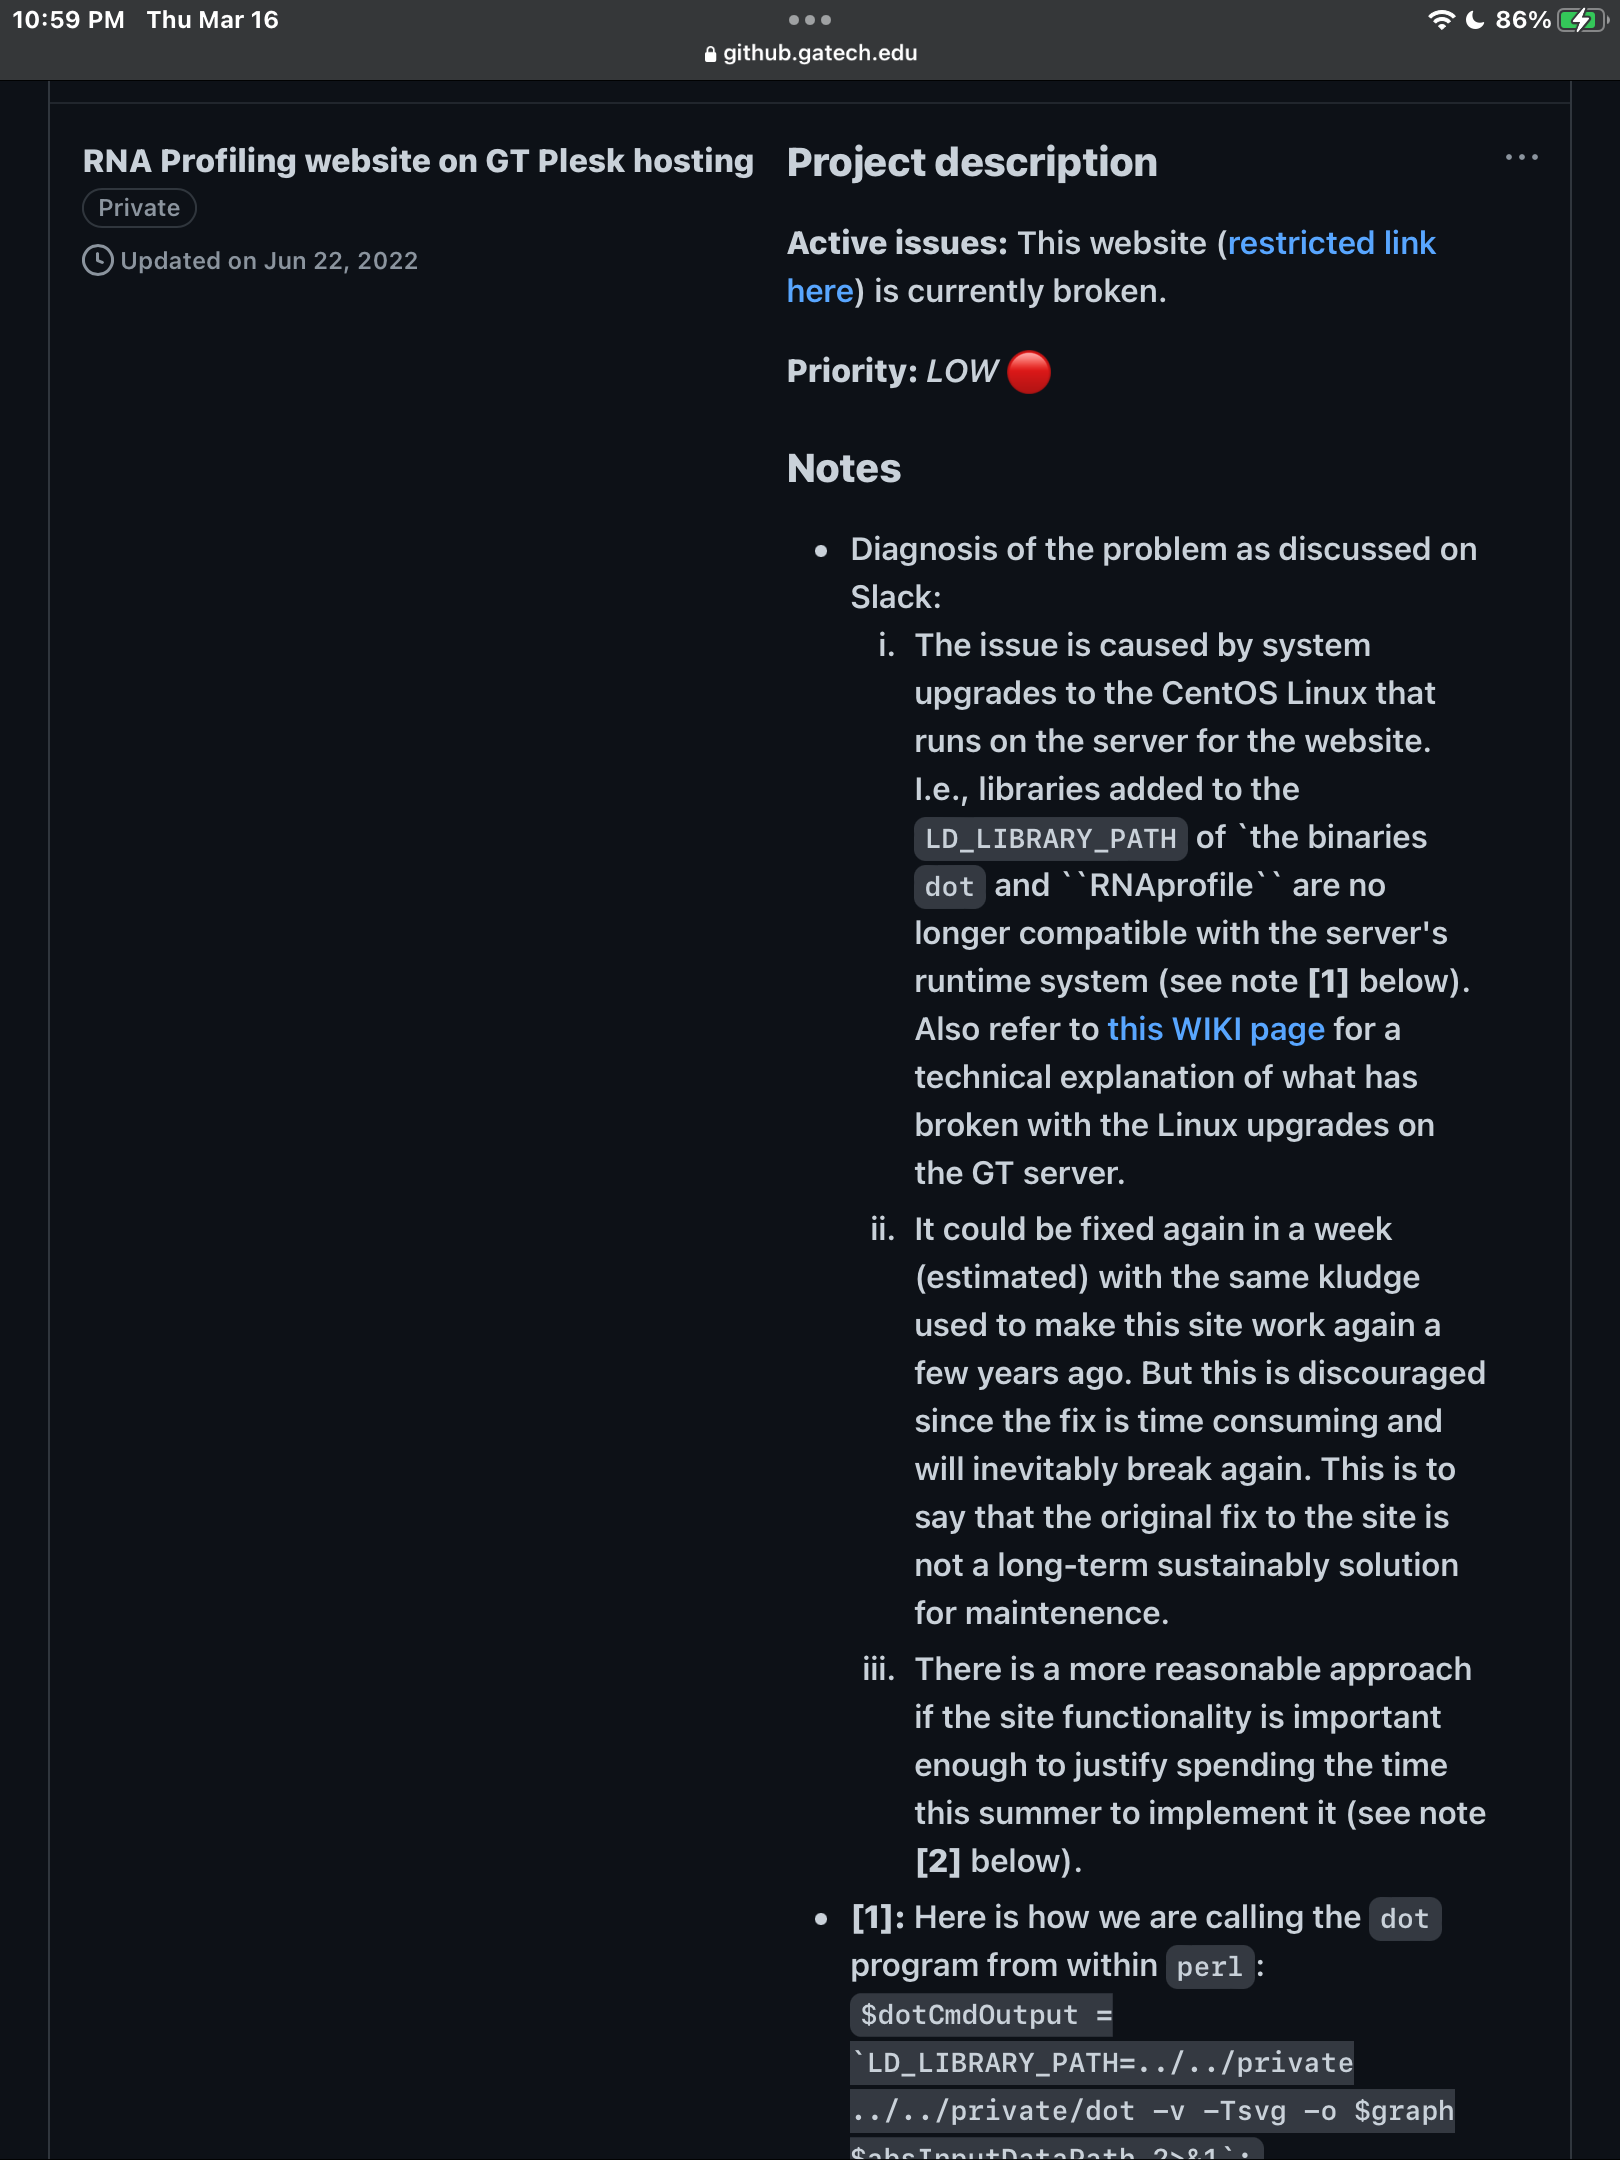 10:59 PM Thu Mar 16
86%
github.gatech.edu
RNA Profiling website on GT Plesk hosting
Private
Updated on Jun 22, 2022
Project description
Active issues: This website (restricted link
here) is currently broken.
Priority: LOW
Notes
• Diagnosis of the problem as discussed on
Slack:
i. The issue is caused by system
upgrades to the CentOS Linux that
runs on the server for the website.
I.e., libraries added to the
LD_LIBRARY_PATH of `the binaries
dot and ``RNAprofile`` are no
longer compatible with the server's
runtime system (see note [1] below).
Also refer to this WIKI page for a
technical explanation of what has
broken with the Linux upgrades on
the GT server.
ii. It could be fixed again in a week
(estimated) with the same kludge
used to make this site work again a
few years ago. But this is discouraged
since the fix is time consuming and
will inevitably break again. This is to
say that the original fix to the site is
not a long-term sustainably solution
for maintenence.
iii. There is a more reasonable approach
if the site functionality is important
enough to justify spending the time
this summer to implement it (see note
[2] below).
• [1]: Here is how we are calling the dot
program from within perl:
$dotCmdOutput =
`LD_LIBRARY_PATH=../../private
../../private/dot -v -Tsvg -o $graph
$absInputDataPath 2>&1`;